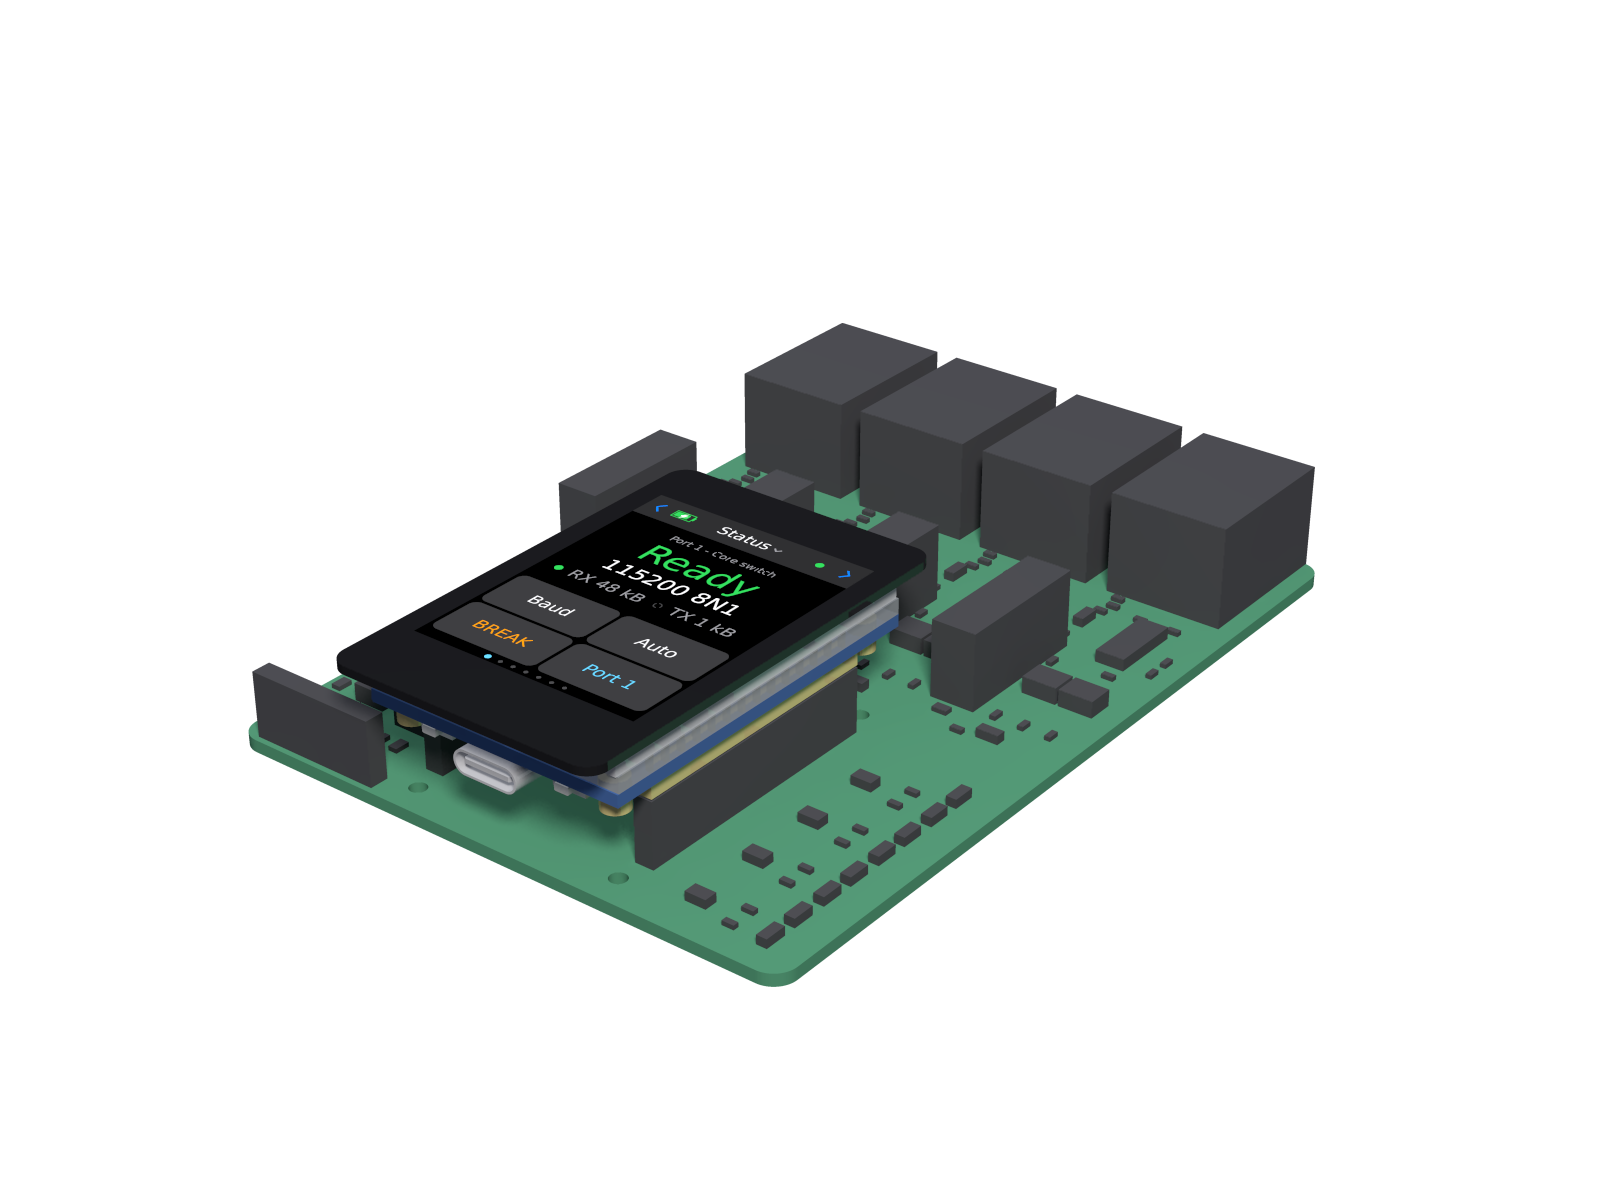 Status
Port 1 - Core switch
Ready
115200 8N1
RX 48 kB TX 1 kB
Baud
Auto
BREAK
Port 1